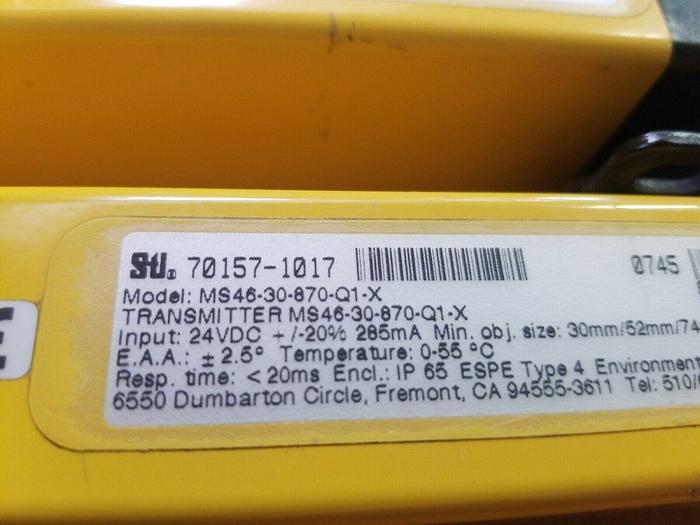 STI® 70157-1017 0745
Model: MS46-30-870-Q1-X
TRANSMITTER MS46-30-870-Q1-X
Input: 24VDC +/-20% 285mA Min. obj. size: 30mm/52mm/74
E.A.A.: ± 2.5° Temperature: 0-55 °C
Resp. time: < 20ms Encl.: IP 65 ESPE Type 4 Environment
6550 Dumbarton Circle, Fremont, CA 94555-3611 Tel: 510/
E